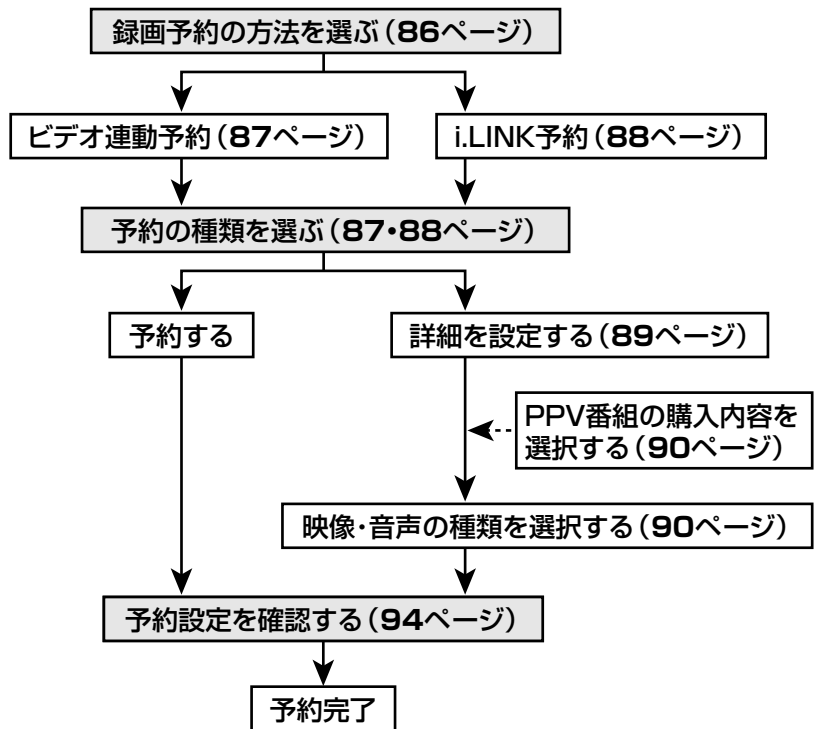 録画予約の方法を選ぶ（86ページ）
ビデオ連動予約（87ページ）
i.LINK予約（88ページ）
予約の種類を選ぶ（87・88ページ）
予約する
詳細を設定する（89ページ）
PPV番組の購入内容を
選択する（90ページ）
映像・音声の種類を選択する（90ページ）
予約設定を確認する（94ページ）
予約完了